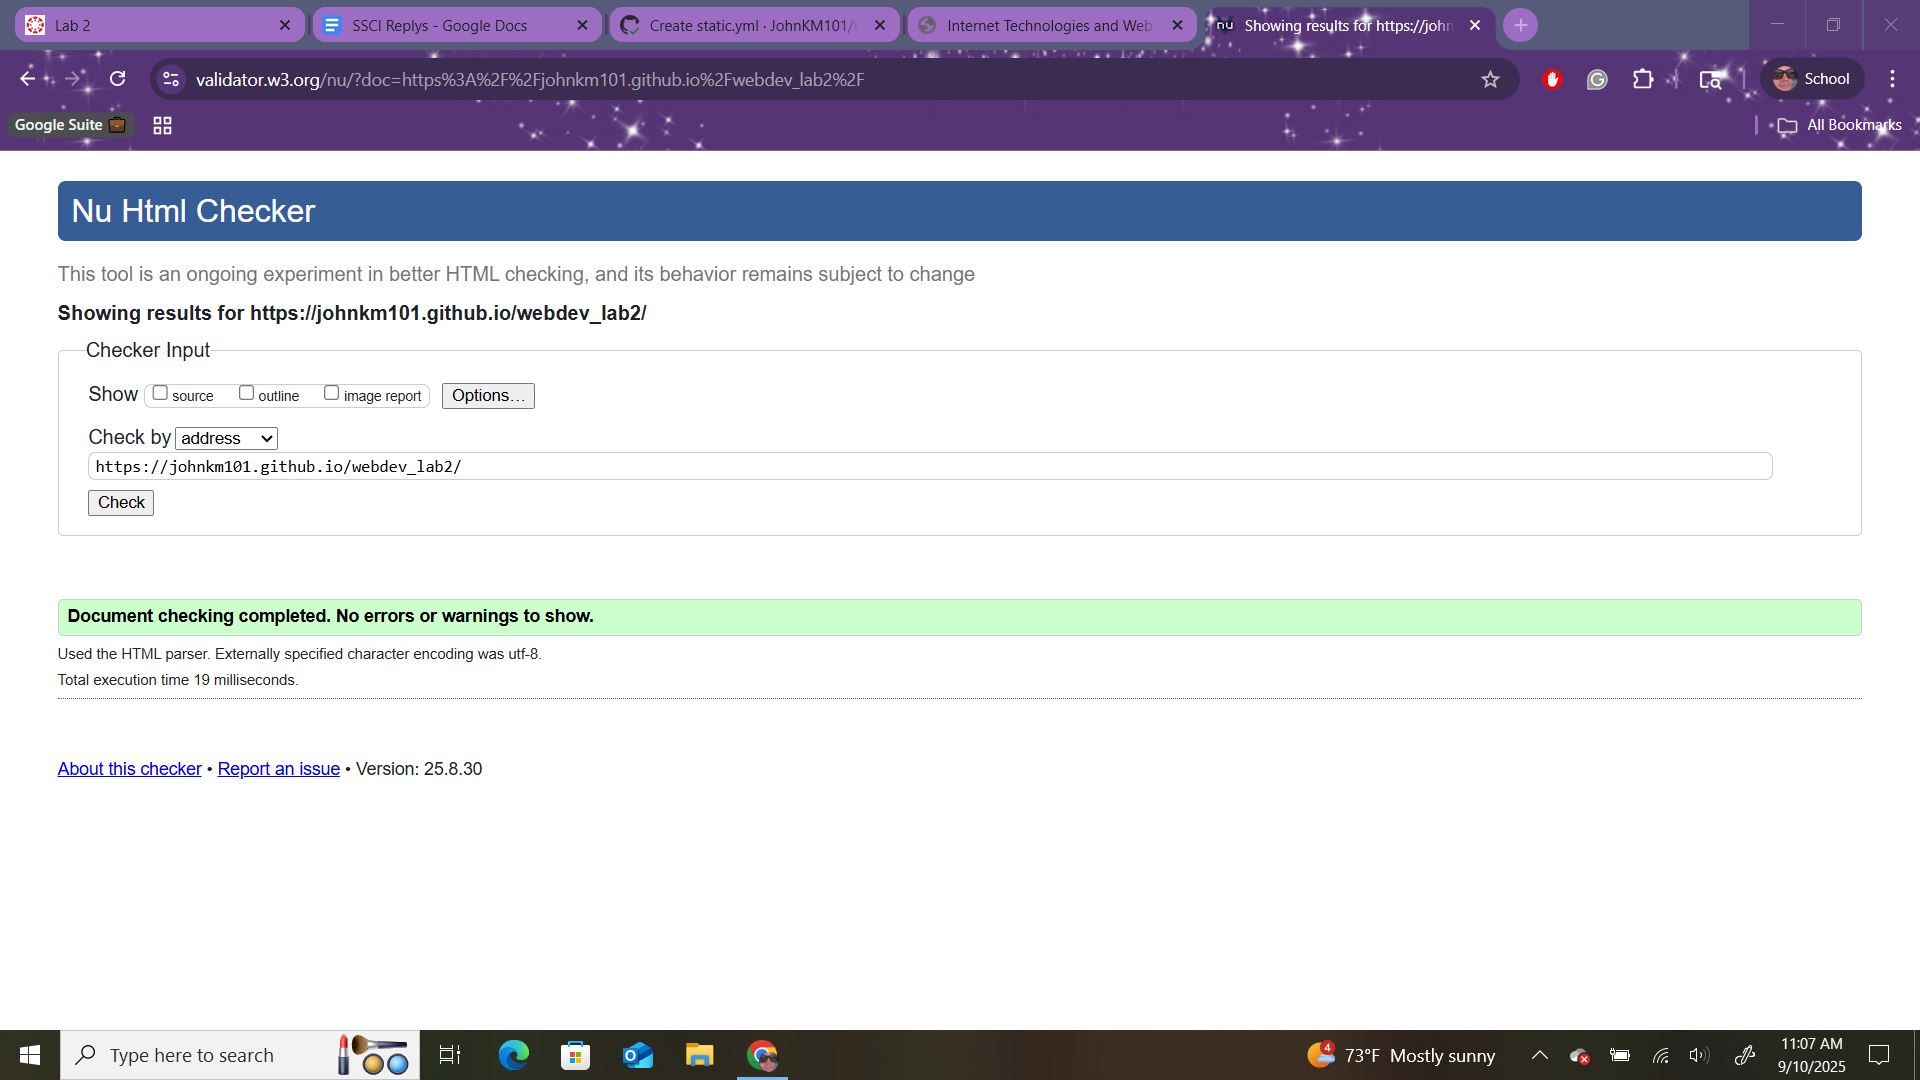 Lab 2
SSCI Replys - Google Docs
Create static.yml · JohnKM101/
Internet Technologies and Web
nu Showing results for https://john
validator.w3.org/nu/?doc=https%3A%2F%2Fjohnkm101.github.io%2Fwebdev_lab2%2F
School
Google Suite
All Bookmarks
Nu Html Checker
This tool is an ongoing experiment in better HTML checking, and its behavior remains subject to change
Showing results for https://johnkm101.github.io/webdev_lab2/
Checker Input
Show source outline image report Options...
Check by address
https://johnkm101.github.io/webdev_lab2/
Check
Document checking completed. No errors or warnings to show.
Used the HTML parser. Externally specified character encoding was utf-8.
Total execution time 19 milliseconds.
About this checker • Report an issue • Version: 25.8.30
Type here to search
4
73°F Mostly sunny
11:07 AM
9/10/2025